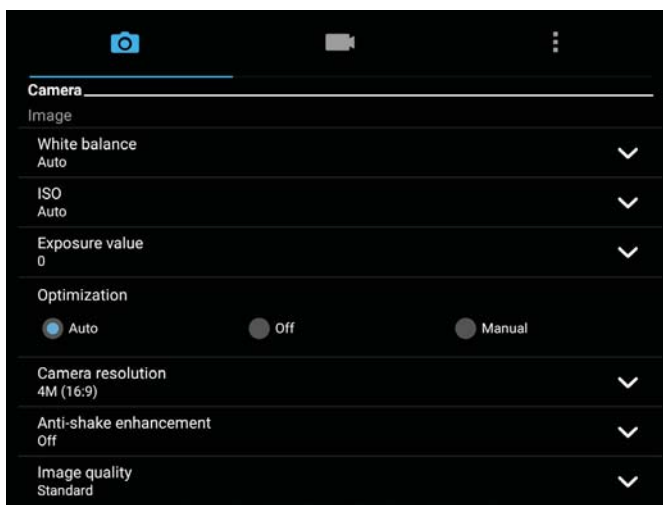 Camera
Image
White balance
Auto
ISO
Auto
Exposure value
0
Optimization
Auto Off Manual
Camera resolution
4M (16:9)
Anti-shake enhancement
Off
Image quality
Standard